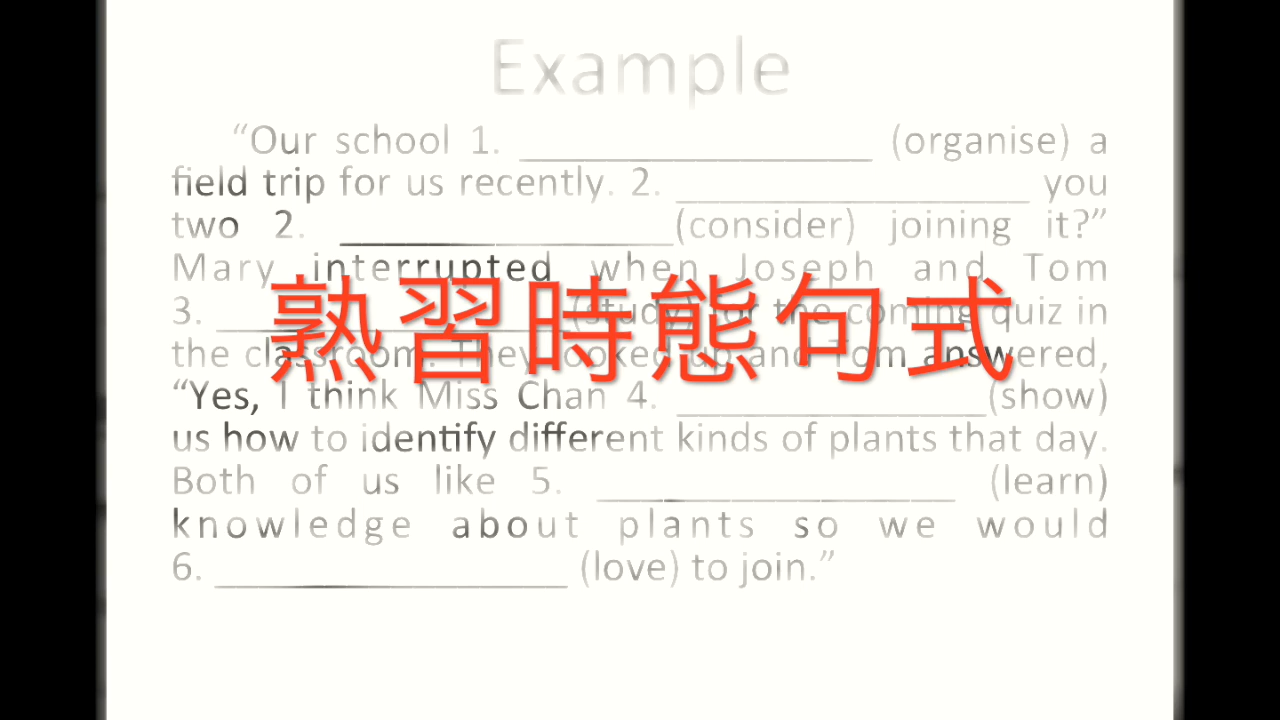 Example
“Our school 1. ________________ (organise) a
field trip for us recently. 2. ________________ you
two 2. ________________(consider) joining it?”
Mary interrupted when Joseph and Tom
3. ________________(study) for the coming quiz in
熟習時態句式
the classroom. They looked up and Tom answered,
“Yes, I think Miss Chan 4. ______________(show)
us how to identify different kinds of plants that day.
Both of us like 5. ________________ (learn)
knowledge about plants so we would
6. ________________ (love) to join.”